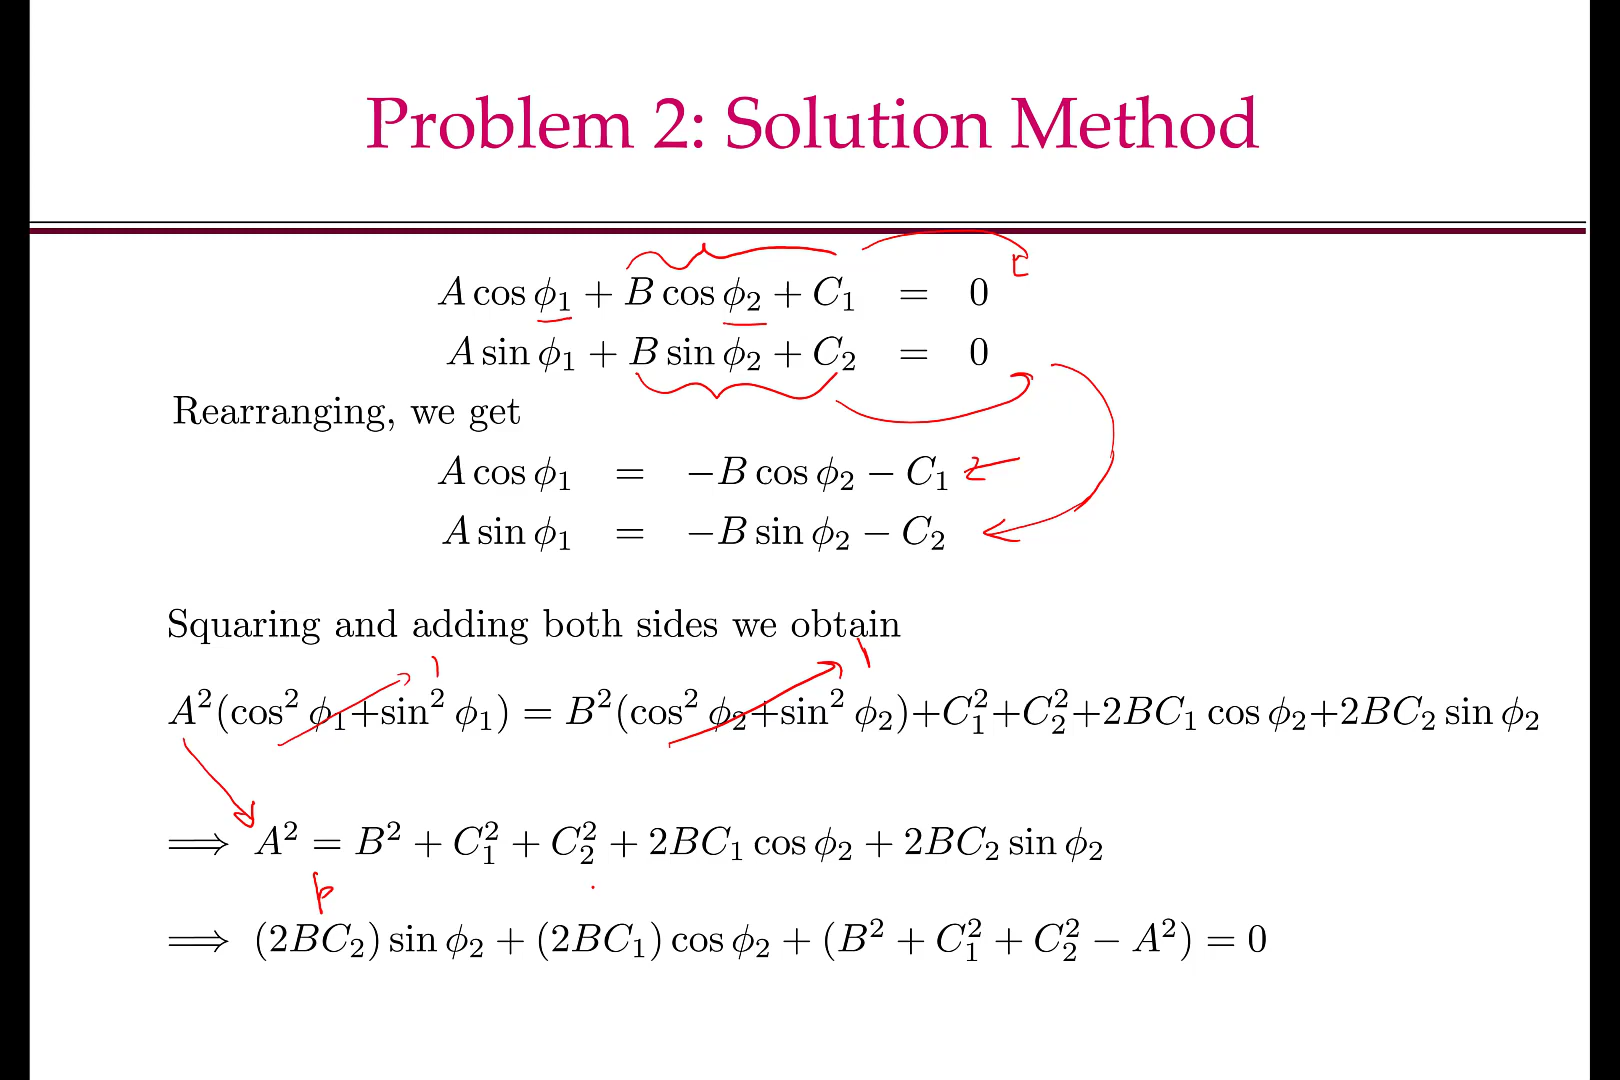 Problem 2: Solution Method
A cos ϕ₁ + B cos ϕ₂ + C₁ = 0
A sin ϕ₁ + B sin ϕ₂ + C₂ = 0
Rearranging, we get
A cos ϕ₁ = −B cos ϕ₂ − C₁
A sin ϕ₁ = −B sin ϕ₂ − C₂
Squaring and adding both sides we obtain
1 1
A²(cos² ϕ₁+sin² ϕ₁) = B²(cos² ϕ₂+sin² ϕ₂)+C₁²+C₂²+2BC₁ cos ϕ₂+2BC₂ sin ϕ₂
⟹ A² = B² + C₁² + C₂² + 2BC₁ cos ϕ₂ + 2BC₂ sin ϕ₂
⟹ (2BC₂) sin ϕ₂ + (2BC₁) cos ϕ₂ + (B² + C₁² + C₂² − A²) = 0